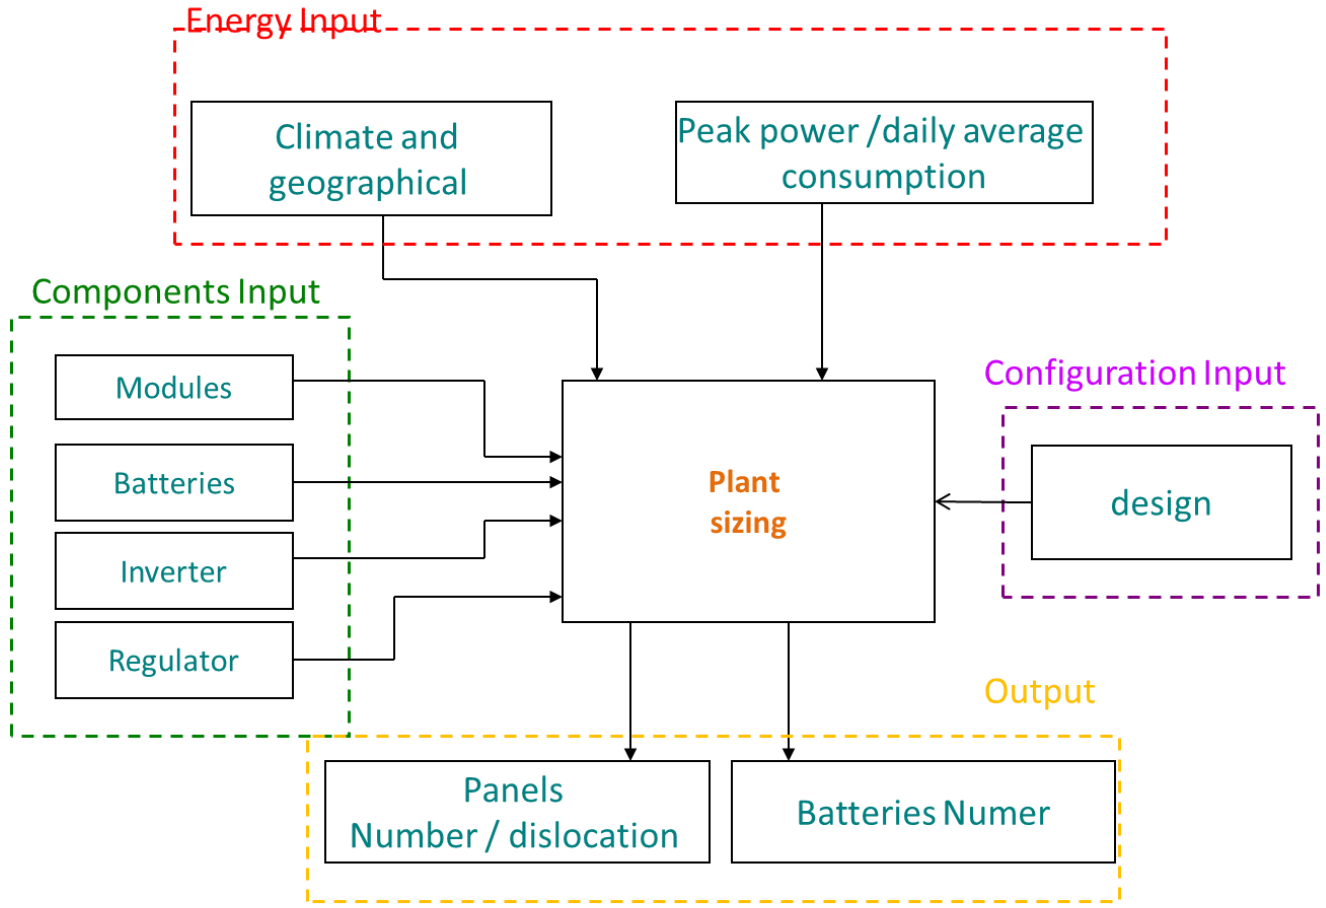 Energy Input
Climate and
geographical
Peak power /daily average
consumption
Components Input
Modules
Batteries
Inverter
Regulator
Plant
sizing
Configuration Input
design
Output
Panels
Number / dislocation
Batteries Numer